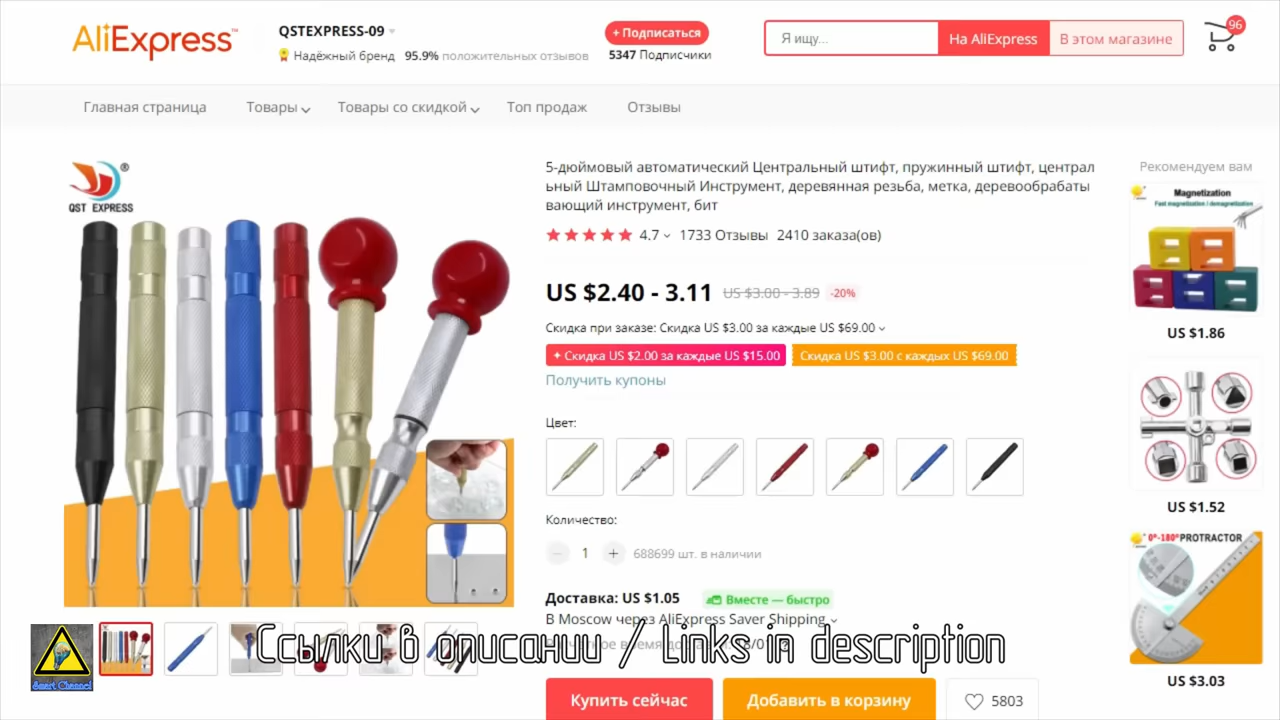 AliExpress™
QSTEXPRESS-09
Надёжный бренд 95.9% положительных отзывов
+ Подписаться
5347 Подписчики
Я ищу...
На AliExpress
В этом магазине
96
Главная страница
Товары
Товары со скидкой
Топ продаж
Отзывы
QST EXPRESS
®
5-дюймовый автоматический Центральный штифт, пружинный штифт, централ
ьный Штамповочный Инструмент, деревянная резьба, метка, деревообрабаты
вающий инструмент, бит
4.7 1733 Отзывы 2410 заказа(ов)
US $2.40 - 3.11 US $3.00 - 3.89 -20%
Скидка при заказе: Скидка US $3.00 за каждые US $69.00
+ Скидка US $2.00 за каждые US $15.00
Скидка US $3.00 с каждых US $69.00
Получить купоны
Цвет:
Количество:
1 + 688699 шт. в наличии
Доставка: US $1.05
Вместе — быстро
В Moscow через AliExpress Saver Shipping
Ссылки в описании / Links in description
Smart Channel
Купить сейчас
Добавить в корзину
5803
Рекомендуем вам
Magnetization
Fast magnetization / demagnetization
US $1.86
US $1.52
0°-180° PROTRACTOR
US $3.03